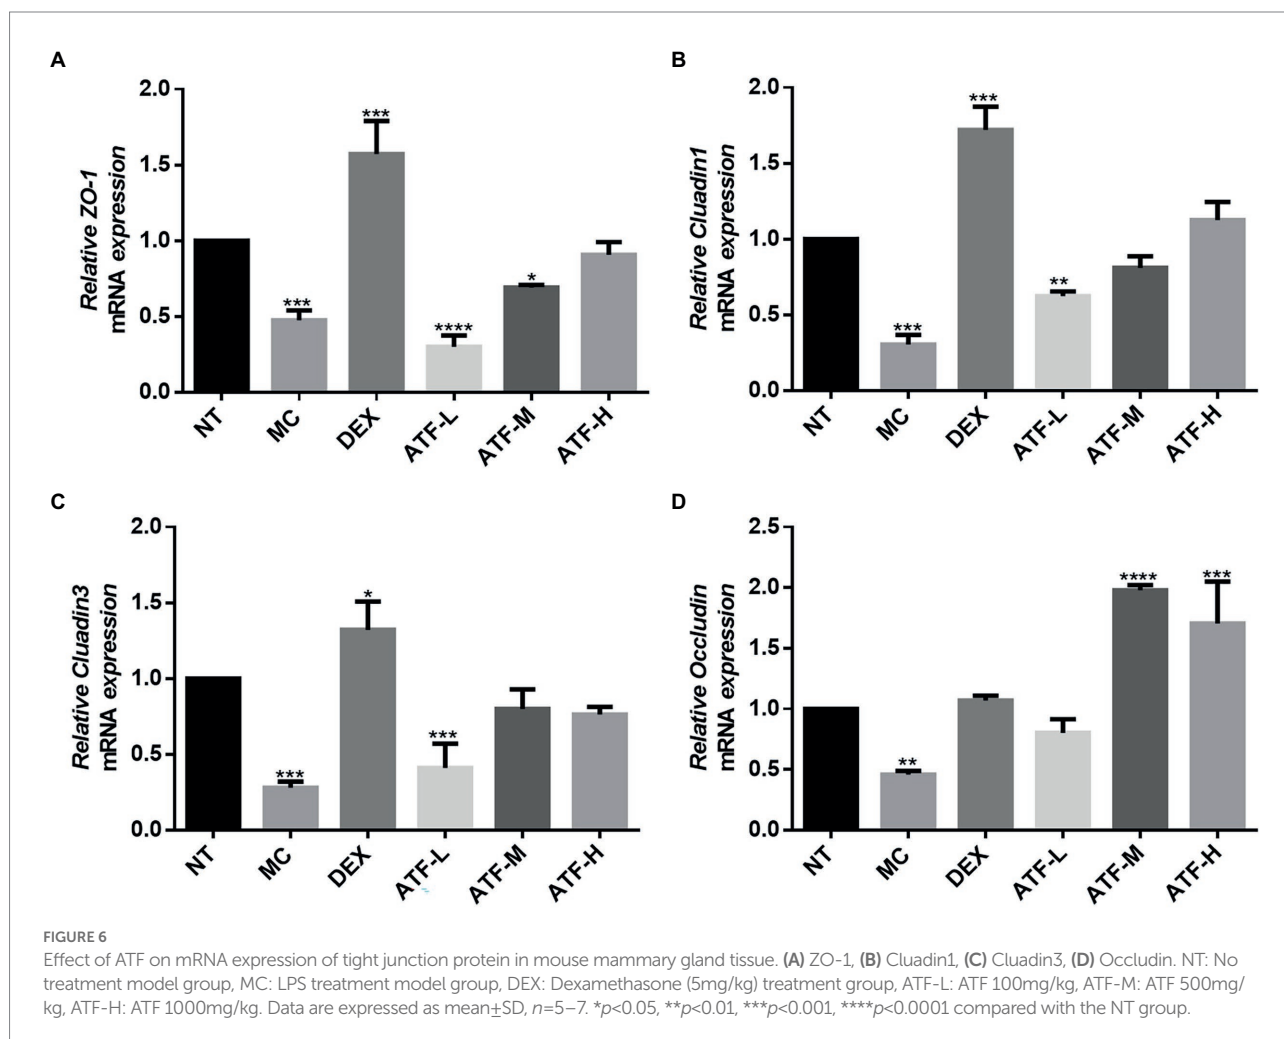 A
Relative ZO-1
mRNA expression
2.0
1.5
1.0
0.5
0.0
***
***
****
*
NT
MC
DEX
ATF-L
ATF-M
ATF-H
B
Relative Cluadin1
mRNA expression
2.0
1.5
1.0
0.5
0.0
***
***
**
NT
MC
DEX
ATF-L
ATF-M
ATF-H
C
Relative Cluadin3
mRNA expression
2.0
1.5
1.0
0.5
0.0
***
*
***
NT
MC
DEX
ATF-L
ATF-M
ATF-H
D
Relative Occludin
mRNA expression
2.5
2.0
1.5
1.0
0.5
0.0
**
****
***
NT
MC
DEX
ATF-L
ATF-M
ATF-H
FIGURE 6
Effect of ATF on mRNA expression of tight junction protein in mouse mammary gland tissue. (A) ZO-1, (B) Cluadin1, (C) Cluadin3, (D) Occludin. NT: No
treatment model group, MC: LPS treatment model group, DEX: Dexamethasone (5mg/kg) treatment group, ATF-L: ATF 100mg/kg, ATF-M: ATF 500mg/
kg, ATF-H: ATF 1000mg/kg. Data are expressed as mean±SD, n=5–7. *p<0.05, **p<0.01, ***p<0.001, ****p<0.0001 compared with the NT group.